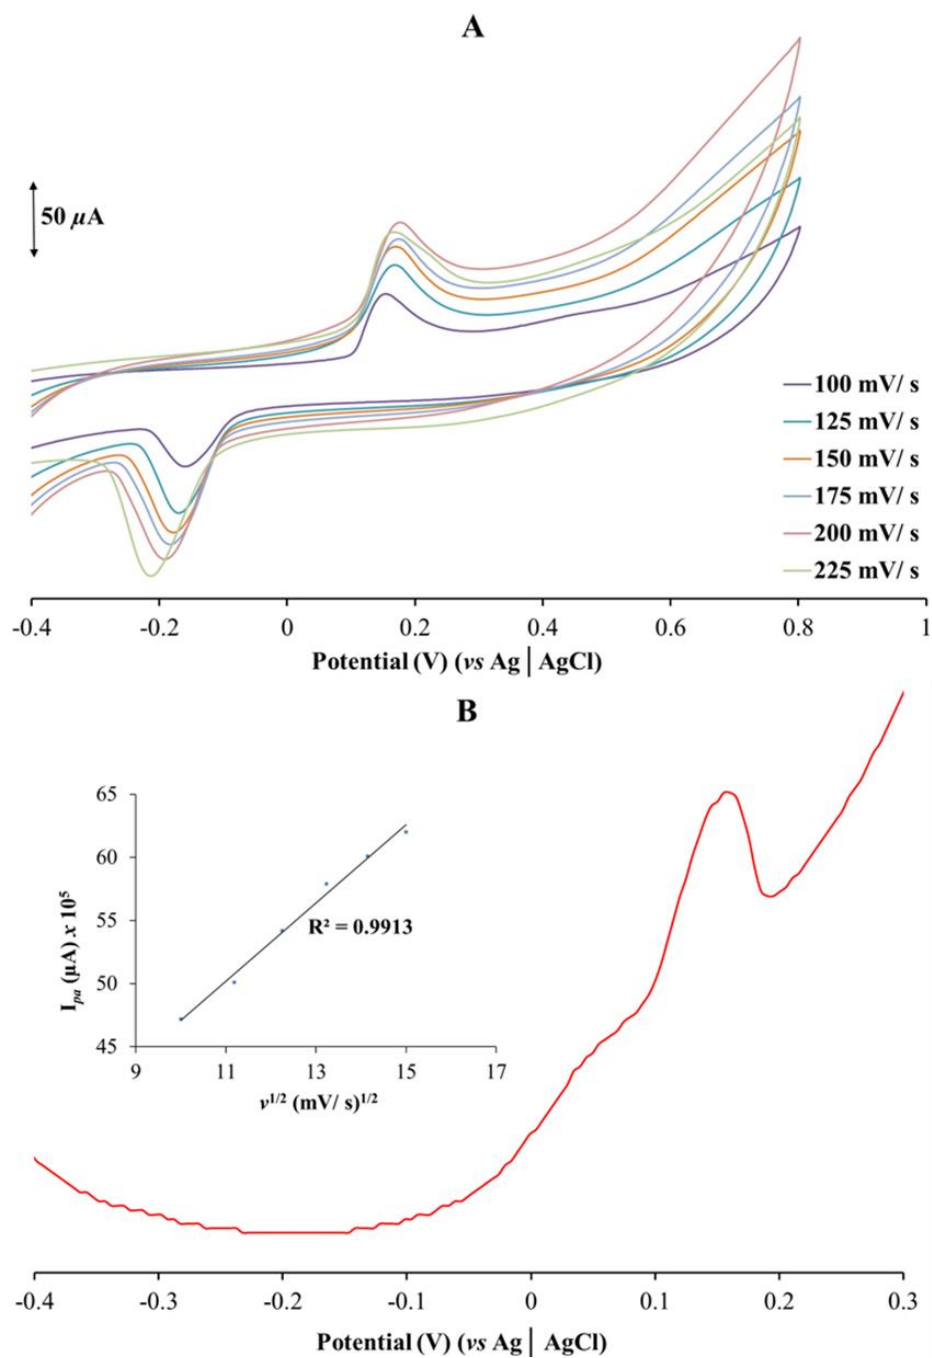 A
50 µA
100 mV/ s
125 mV/ s
150 mV/ s
175 mV/ s
200 mV/ s
225 mV/ s
-0.4 -0.2 0 0.2 0.4 0.6 0.8 1
Potential (V) (vs Ag | AgCl)
B
65
60
55
50
45
I_pa (µA) x 10⁵
R² = 0.9913
9 11 13 15 17
v^1/2 (mV/ s)^1/2
-0.4 -0.3 -0.2 -0.1 0 0.1 0.2 0.3
Potential (V) (vs Ag | AgCl)